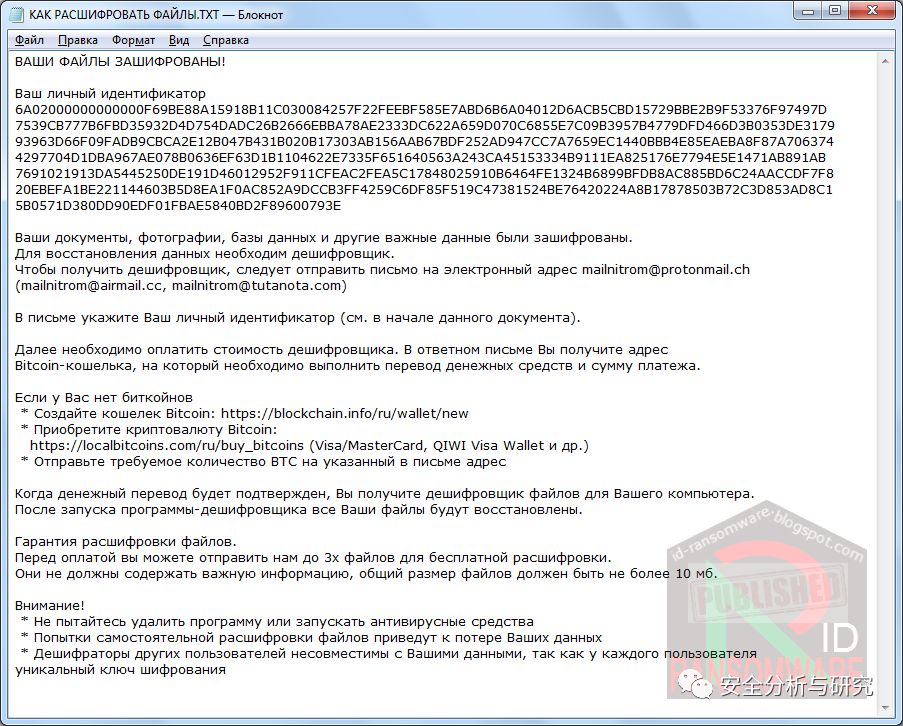 КАК РАСШИФРОВАТЬ ФАЙЛЫ.TXT — Блокнот
Файл Правка Формат Вид Справка
ВАШИ ФАЙЛЫ ЗАШИФРОВАНЫ!
Ваш личный идентификатор
6A02000000000000F69BE88A15918B11C030084257F22FEEBF585E7ABD6B6A04012D6ACB5CBD15729BBE2B9F53376F97497D
7539CB777B6FBD35932D4D754DADC26B2666EBBA78AE2333DC622A659D070C6855E7C09B3957B4779DFD466D3B0353DE3179
93963D66F09FADB9CBCA2E12B047B431B020B17303AB156AAB67BDF252AD947CC7A7659EC1440BBB4E85EAEBA8F87A706374
4297704D1DBA967AE078B0636EF63D1B1104622E7335F651640563A243CA45153334B9111EA825176E7794E5E1471AB891AB
7691021913DA5445250DE191D46012952F911CFEAC2FEA5C17848025910B6464FE1324B6899BFDB8AC885BD6C24AACCDF7F8
20EBEFA1BE221144603B5D8EA1F0AC852A9DCCB3FF4259C6DF85F519C47381524BE76420224A8B17878503B72C3D853AD8C1
5B0571D380DD90EDF01FBAE5840BD2F89600793E
Ваши документы, фотографии, базы данных и другие важные данные были зашифрованы.
Для восстановления данных необходим дешифровщик.
Чтобы получить дешифровщик, следует отправить письмо на электронный адрес mailnitrom@protonmail.ch
(mailnitrom@airmail.cc, mailnitrom@tutanota.com)
В письме укажите Ваш личный идентификатор (см. в начале данного документа).
Далее необходимо оплатить стоимость дешифровщика. В ответном письме Вы получите адрес
Bitcoin-кошелька, на который необходимо выполнить перевод денежных средств и сумму платежа.
Если у Вас нет биткойнов
* Создайте кошелек Bitcoin: https://blockchain.info/ru/wallet/new
* Приобретите криптовалюту Bitcoin:
https://localbitcoins.com/ru/buy_bitcoins (Visa/MasterCard, QIWI Visa Wallet и др.)
* Отправьте требуемое количество BTC на указанный в письме адрес
Когда денежный перевод будет подтвержден, Вы получите дешифровщик файлов для Вашего компьютера.
После запуска программы-дешифровщика все Ваши файлы будут восстановлены.
Гарантия расшифровки файлов.
Перед оплатой вы можете отправить нам до 3х файлов для бесплатной расшифровки.
Они не должны содержать важную информацию, общий размер файлов должен быть не более 10 мб.
Внимание!
* Не пытайтесь удалить программу или запускать антивирусные средства
* Попытки самостоятельной расшифровки файлов приведут к потере Ваших данных
* Дешифраторы других пользователей несовместимы с Вашими данными, так как у каждого пользователя
уникальный ключ шифрования
id-ransomware.blogspot.com
PUBLISHED
ID
RANSOMWARE
安全分析与研究